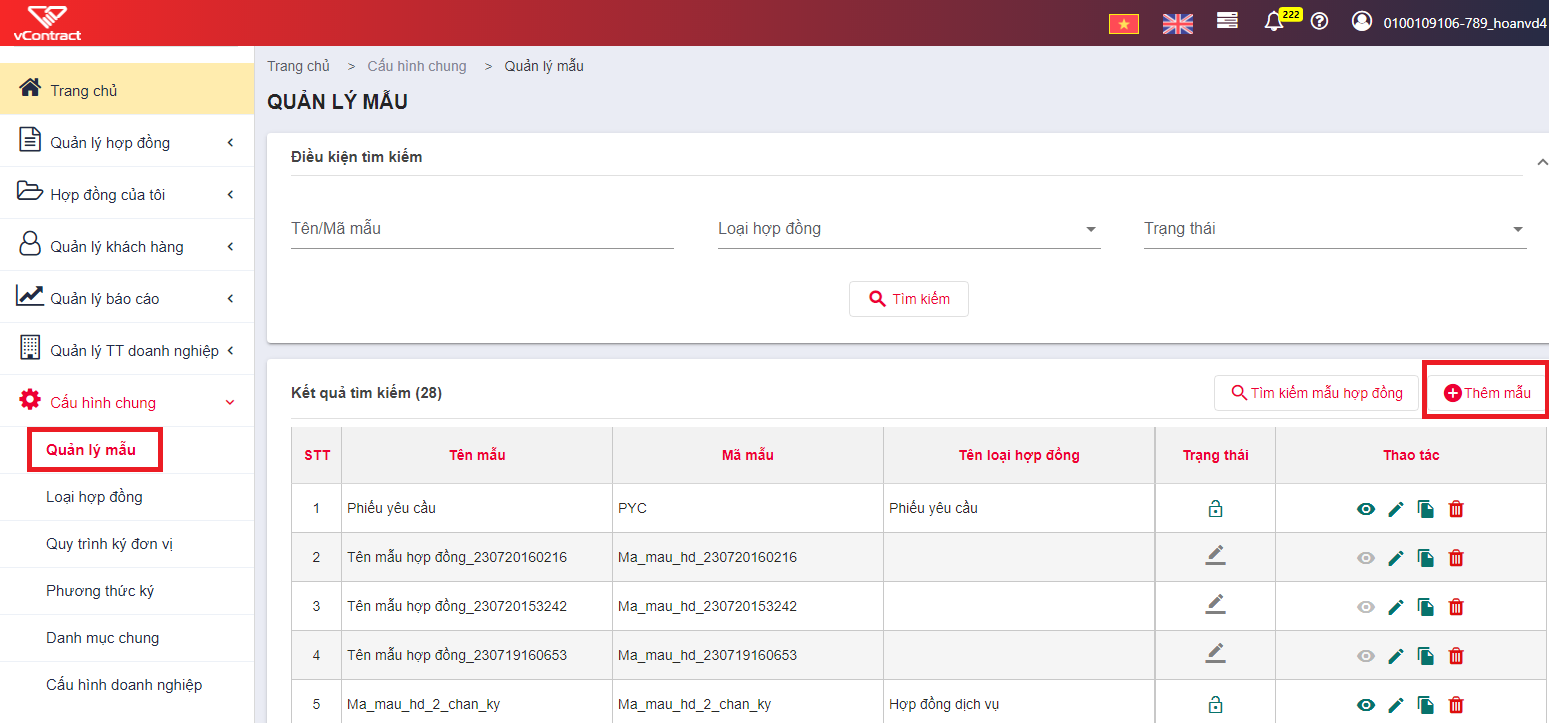 vContract
222
0100109106-789_hoanvd4
Trang chủ
Quản lý hợp đồng
Hợp đồng của tôi
Quản lý khách hàng
Quản lý báo cáo
Quản lý TT doanh nghiệp
Cấu hình chung
Quản lý mẫu
Loại hợp đồng
Quy trình ký đơn vị
Phương thức ký
Danh mục chung
Cấu hình doanh nghiệp
Trang chủ > Cấu hình chung > Quản lý mẫu
QUẢN LÝ MẪU
Điều kiện tìm kiếm
Tên/Mã mẫu Loại hợp đồng Trạng thái
Tìm kiếm
Kết quả tìm kiếm (28) Tìm kiếm mẫu hợp đồng Thêm mẫu
STT Tên mẫu Mã mẫu Tên loại hợp đồng Trạng thái Thao tác
1 Phiếu yêu cầu PYC Phiếu yêu cầu
2 Tên mẫu hợp đồng_230720160216 Ma_mau_hd_230720160216
3 Tên mẫu hợp đồng_230720153242 Ma_mau_hd_230720153242
4 Tên mẫu hợp đồng_230719160653 Ma_mau_hd_230719160653
5 Ma_mau_hd_2_chan_ky Ma_mau_hd_2_chan_ky Hợp đồng dịch vụ